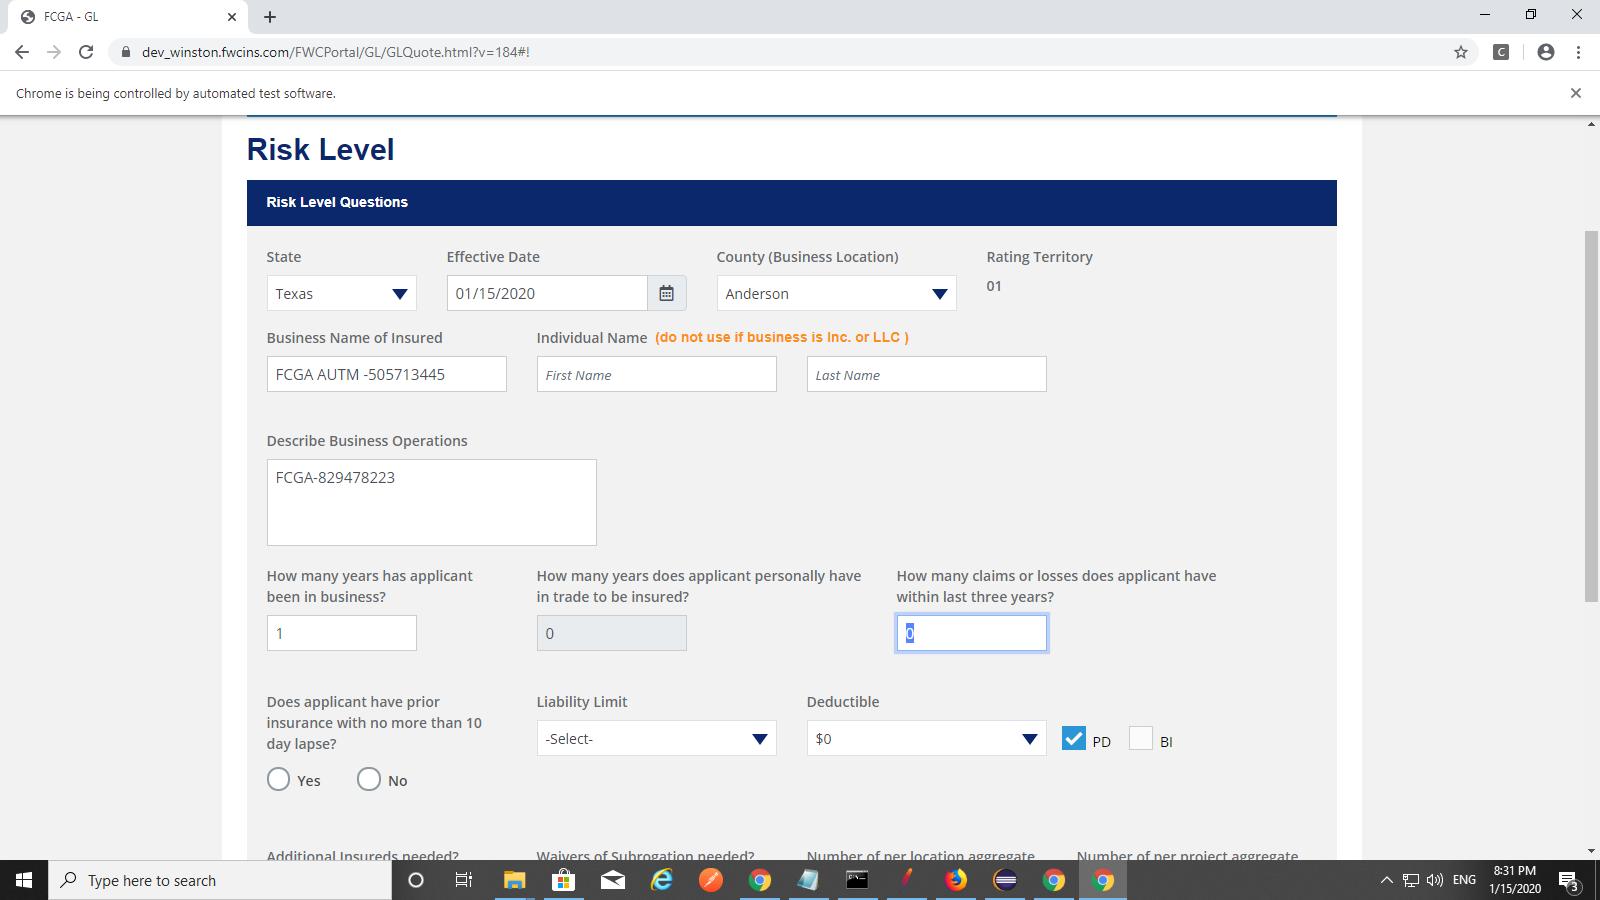 FCGA - GL
dev_winston.fwcins.com/FWCPortal/GL/GLQuote.html?v=184#!
C
Chrome is being controlled by automated test software.
Risk Level
Risk Level Questions
State Effective Date County (Business Location) Rating Territory
Texas 01/15/2020 Anderson 01
Business Name of Insured Individual Name (do not use if business is Inc. or LLC )
FCGA AUTM -505713445 First Name Last Name
Describe Business Operations
FCGA-829478223
How many years has applicant been in business?
How many years does applicant personally have in trade to be insured?
How many claims or losses does applicant have within last three years?
1 0 0
Does applicant have prior insurance with no more than 10 day lapse?
Liability Limit Deductible
-Select- $0 PD BI
Yes No
Additional Insureds needed? Waivers of Subrogation needed? Number of per location aggregate Number of per project aggregate
Type here to search
ENG
8:31 PM
1/15/2020
3